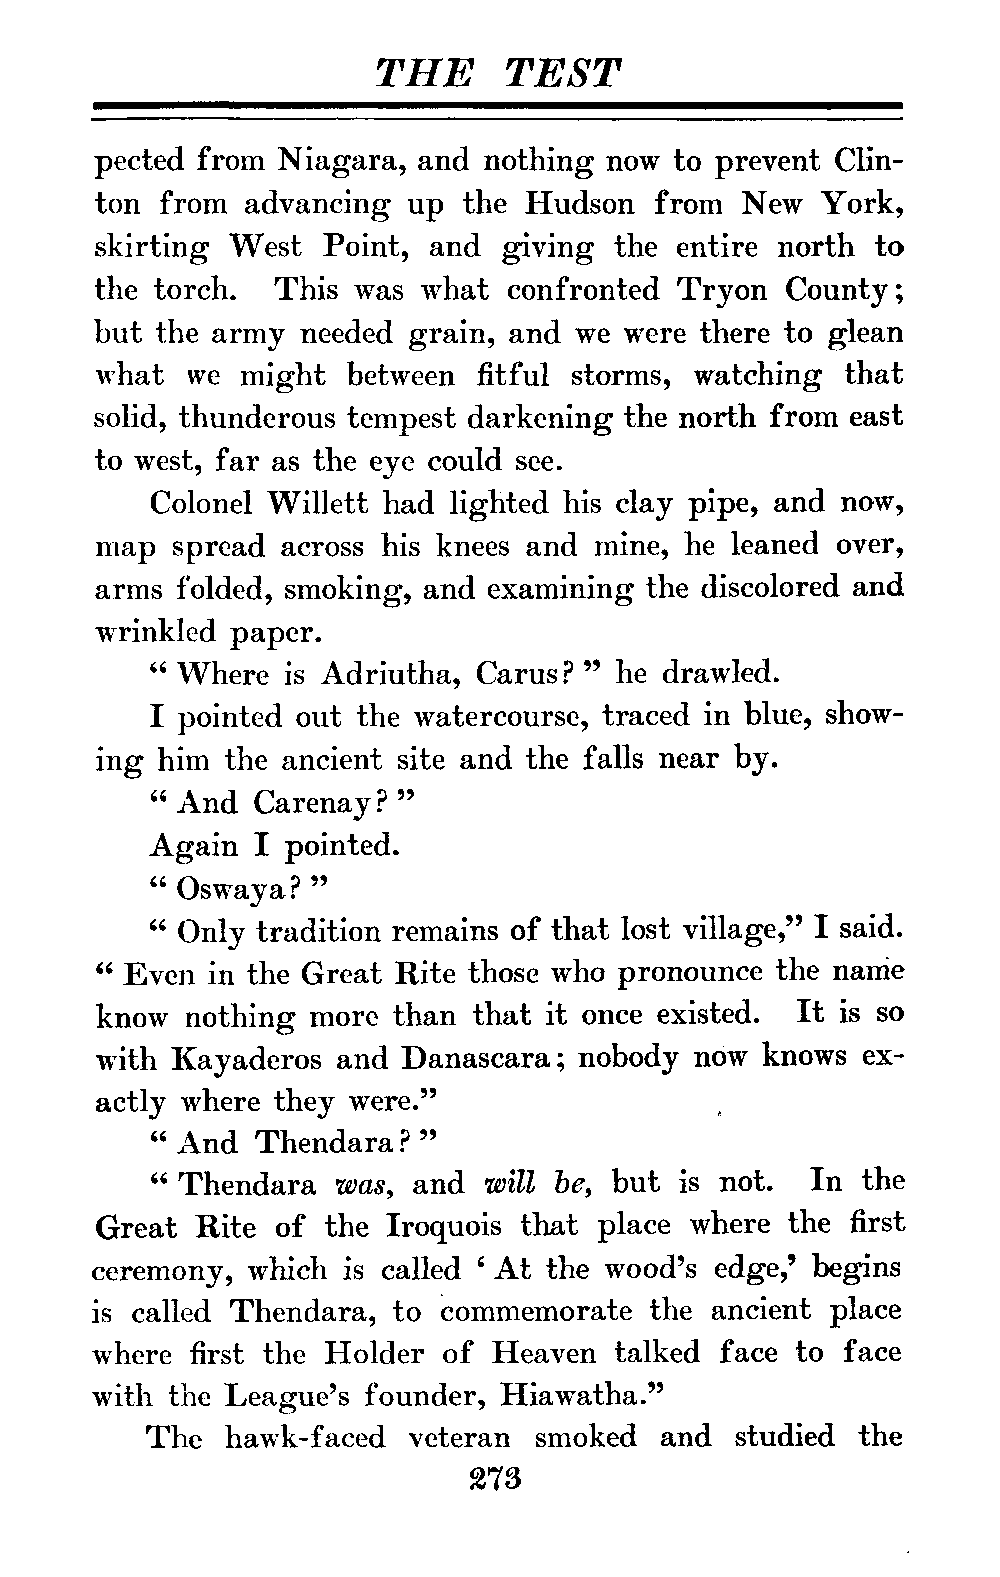 THE TEST
pected from Niagara, and nothing now to prevent Clin-
ton from advancing up the Hudson from New York,
skirting West Point, and giving the entire north to
the torch. This was what confronted Tryon County;
but the army needed grain, and we were there to glean
what we might between fitful storms, watching that
solid, thunderous tempest darkening the north from east
to west, far as the eye could see.
Colonel Willett had lighted his clay pipe, and now,
map spread across his knees and mine, he leaned over,
arms folded, smoking, and examining the discolored and
wrinkled paper.
“ Where is Adriutha, Carus? ” he drawled.
I pointed out the watercourse, traced in blue, show-
ing him the ancient site and the falls near by.
“ And Carenay? ”
Again I pointed.
“ Oswaya? ”
“ Only tradition remains of that lost village,” I said.
“ Even in the Great Rite those who pronounce the name
know nothing more than that it once existed. It is so
with Kayaderos and Danascara; nobody now knows ex-
actly where they were.”
“ And Thendara? ”
“ Thendara was, and will be, but is not. In the
Great Rite of the Iroquois that place where the first
ceremony, which is called ‘ At the wood’s edge,’ begins
is called Thendara, to commemorate the ancient place
where first the Holder of Heaven talked face to face
with the League’s founder, Hiawatha.”
The hawk-faced veteran smoked and studied the
273